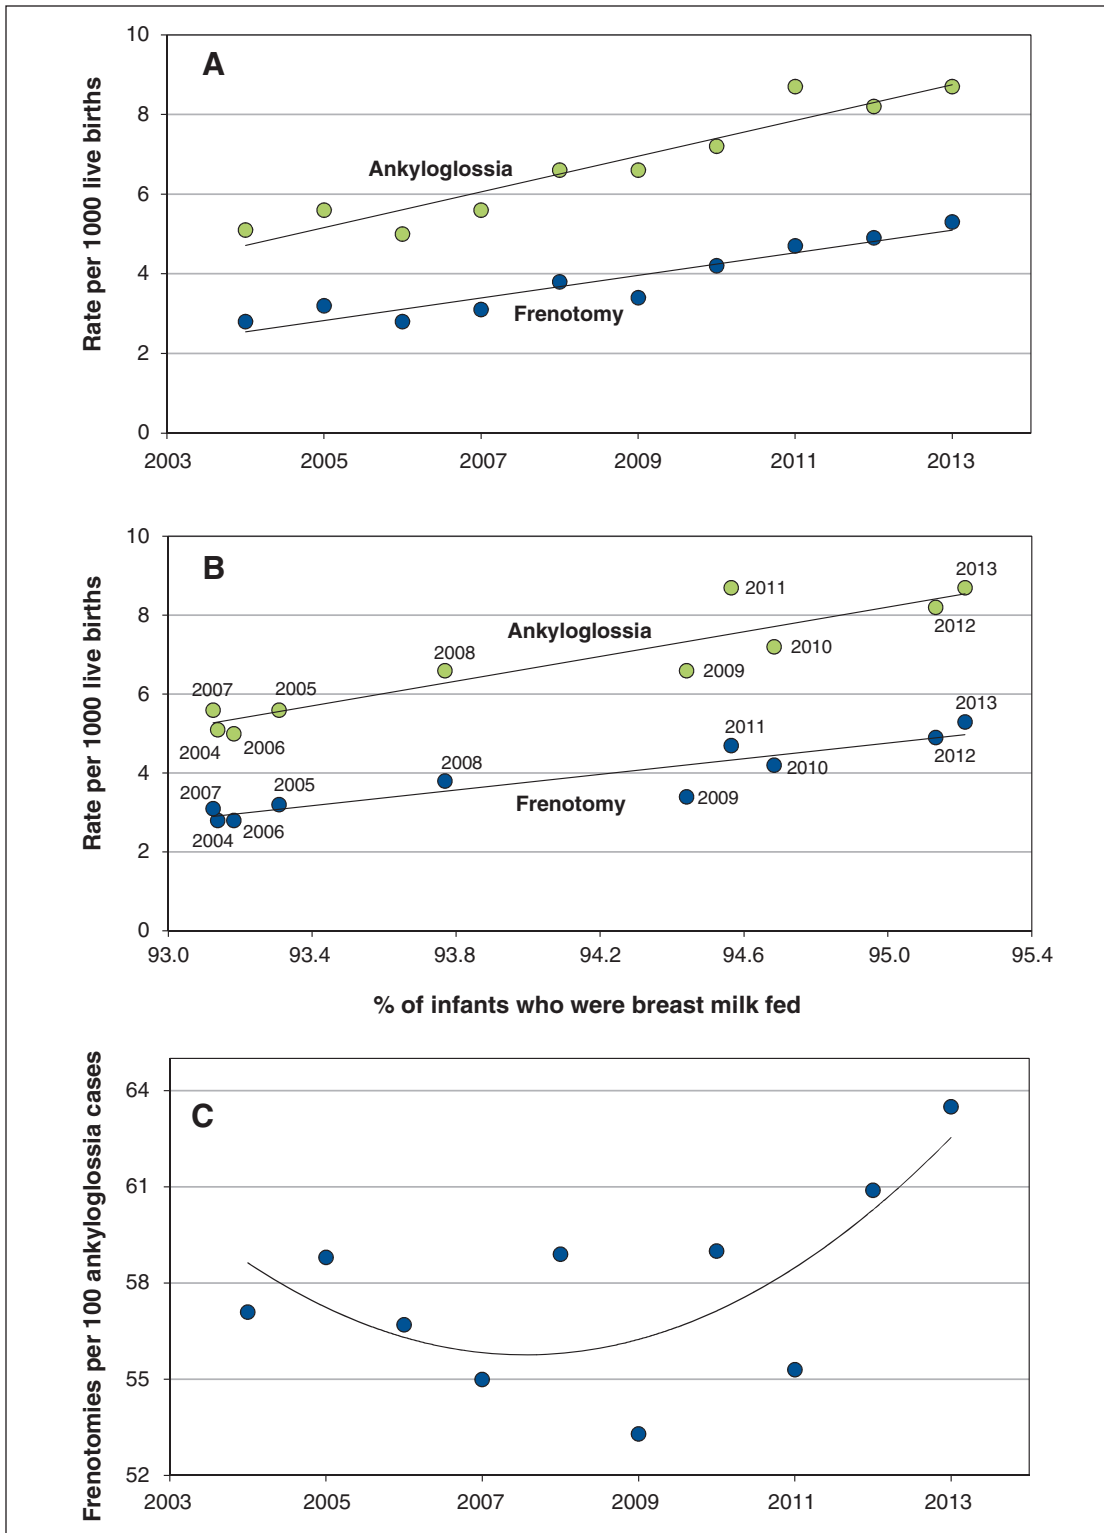 A
Rate per 1000 live births
10
8
6
4
2
0
Ankyloglossia
Frenotomy
2003 2005 2007 2009 2011 2013
B
Rate per 1000 live births
10
8
6
4
2
0
2013
2011
2012
Ankyloglossia
2010
2008
2009
2007 2005
2004 2006
2013
2011
2012
2010
2008
2009
Frenotomy
2007 2005
2006
2004
93.0 93.4 93.8 94.2 94.6 95.0 95.4
% of infants who were breast milk fed
C
Frenotomies per 100 ankyloglossia cases
64
61
58
55
52
2003 2005 2007 2009 2011 2013